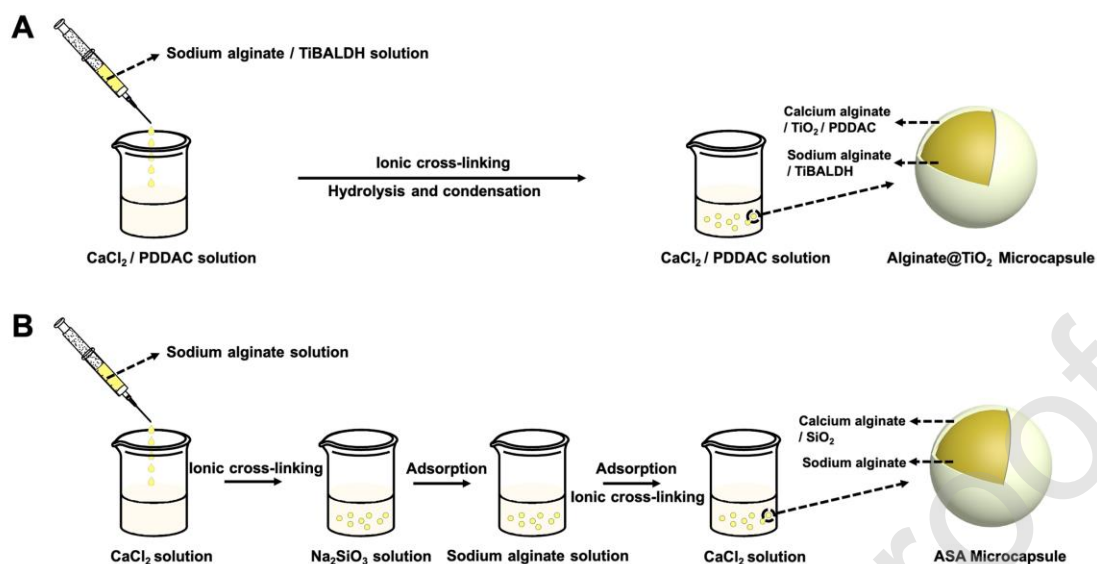 A
Sodium alginate / TiBALDH solution
Ionic cross-linking
Hydrolysis and condensation
CaCl₂ / PDDAC solution
CaCl₂ / PDDAC solution
Calcium alginate
/ TiO₂ / PDDAC
Sodium alginate
/ TiBALDH
Alginate@TiO₂ Microcapsule
B
Sodium alginate solution
Ionic cross-linking
Adsorption
Adsorption
Ionic cross-linking
CaCl₂ solution
Na₂SiO₃ solution
Sodium alginate solution
CaCl₂ solution
Calcium alginate
/ SiO₂
Sodium alginate
ASA Microcapsule
roof